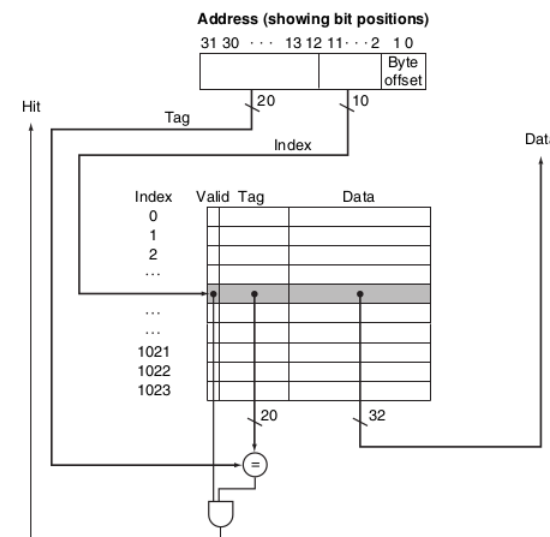 Address (showing bit positions)
31 30 · · · 13 12 11 · · · 2 1 0
Byte
offset
20
10
Hit
Tag
Index
Data
Index Valid Tag Data
0
1
2
...
...
...
1021
1022
1023
20
32
=